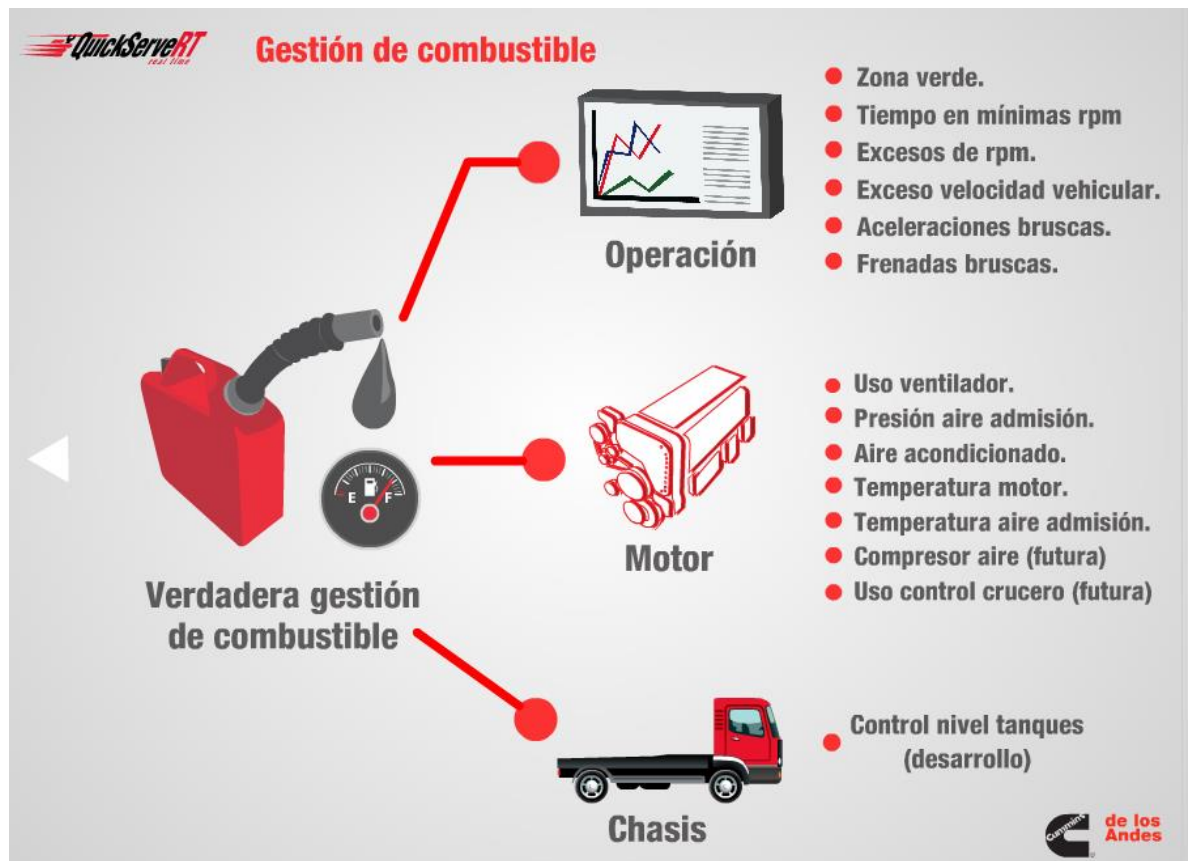 QuickServeRT
real time
Gestión de combustible
Zona verde.
Tiempo en mínimas rpm
Excesos de rpm.
Exceso velocidad vehicular.
Aceleraciones bruscas.
Frenadas bruscas.
Operación
Uso ventilador.
Presión aire admisión.
Aire acondicionado.
Temperatura motor.
Temperatura aire admisión.
Compresor aire (futura)
Uso control crucero (futura)
Motor
E F
Verdadera gestión
de combustible
Control nivel tanques
(desarrollo)
Chasis
Cummins
de los
Andes